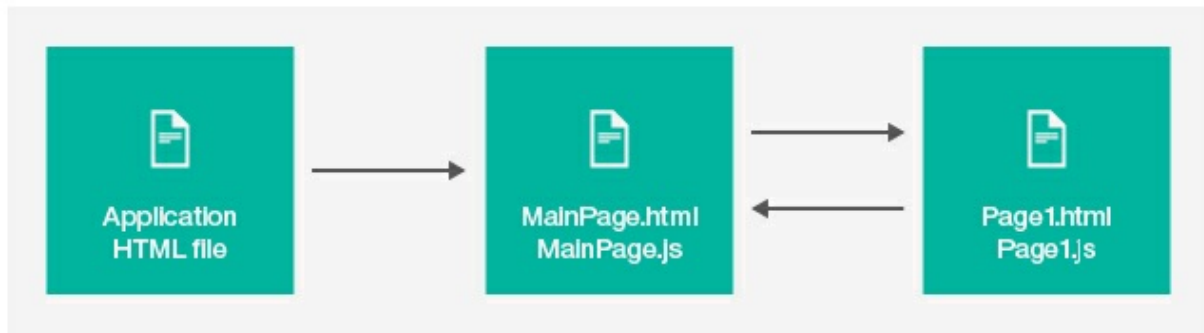 Application
HTML file
MainPage.html
MainPage.js
Page1.html
Page1.js